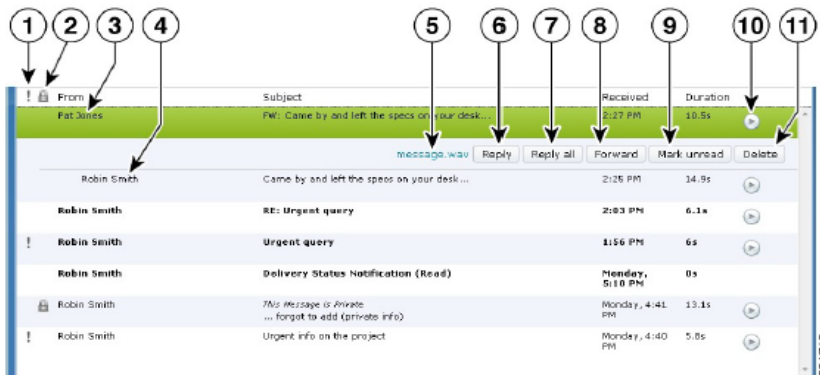 1 2 3 4 5 6 7 8 9 10 11
! From Subject Received Duration
Pat Jones FW: Came by and left the specs on your desk... 2:27 PM 10.5s
message.wav Reply Reply all Forward Mark unread Delete
Robin Smith Came by and left the specs on your desk... 2:25 PM 14.9s
Robin Smith RE: Urgent query 2:03 PM 6.1s
! Robin Smith Urgent query 1:56 PM 6s
Robin Smith Delivery Status Notification (Read) Monday, 5:10 PM 0s
Robin Smith This Message is Private Monday, 4:41 PM 13.1s
... forgot to add (private info)
! Robin Smith Urgent info on the project Monday, 4:40 PM 5.8s